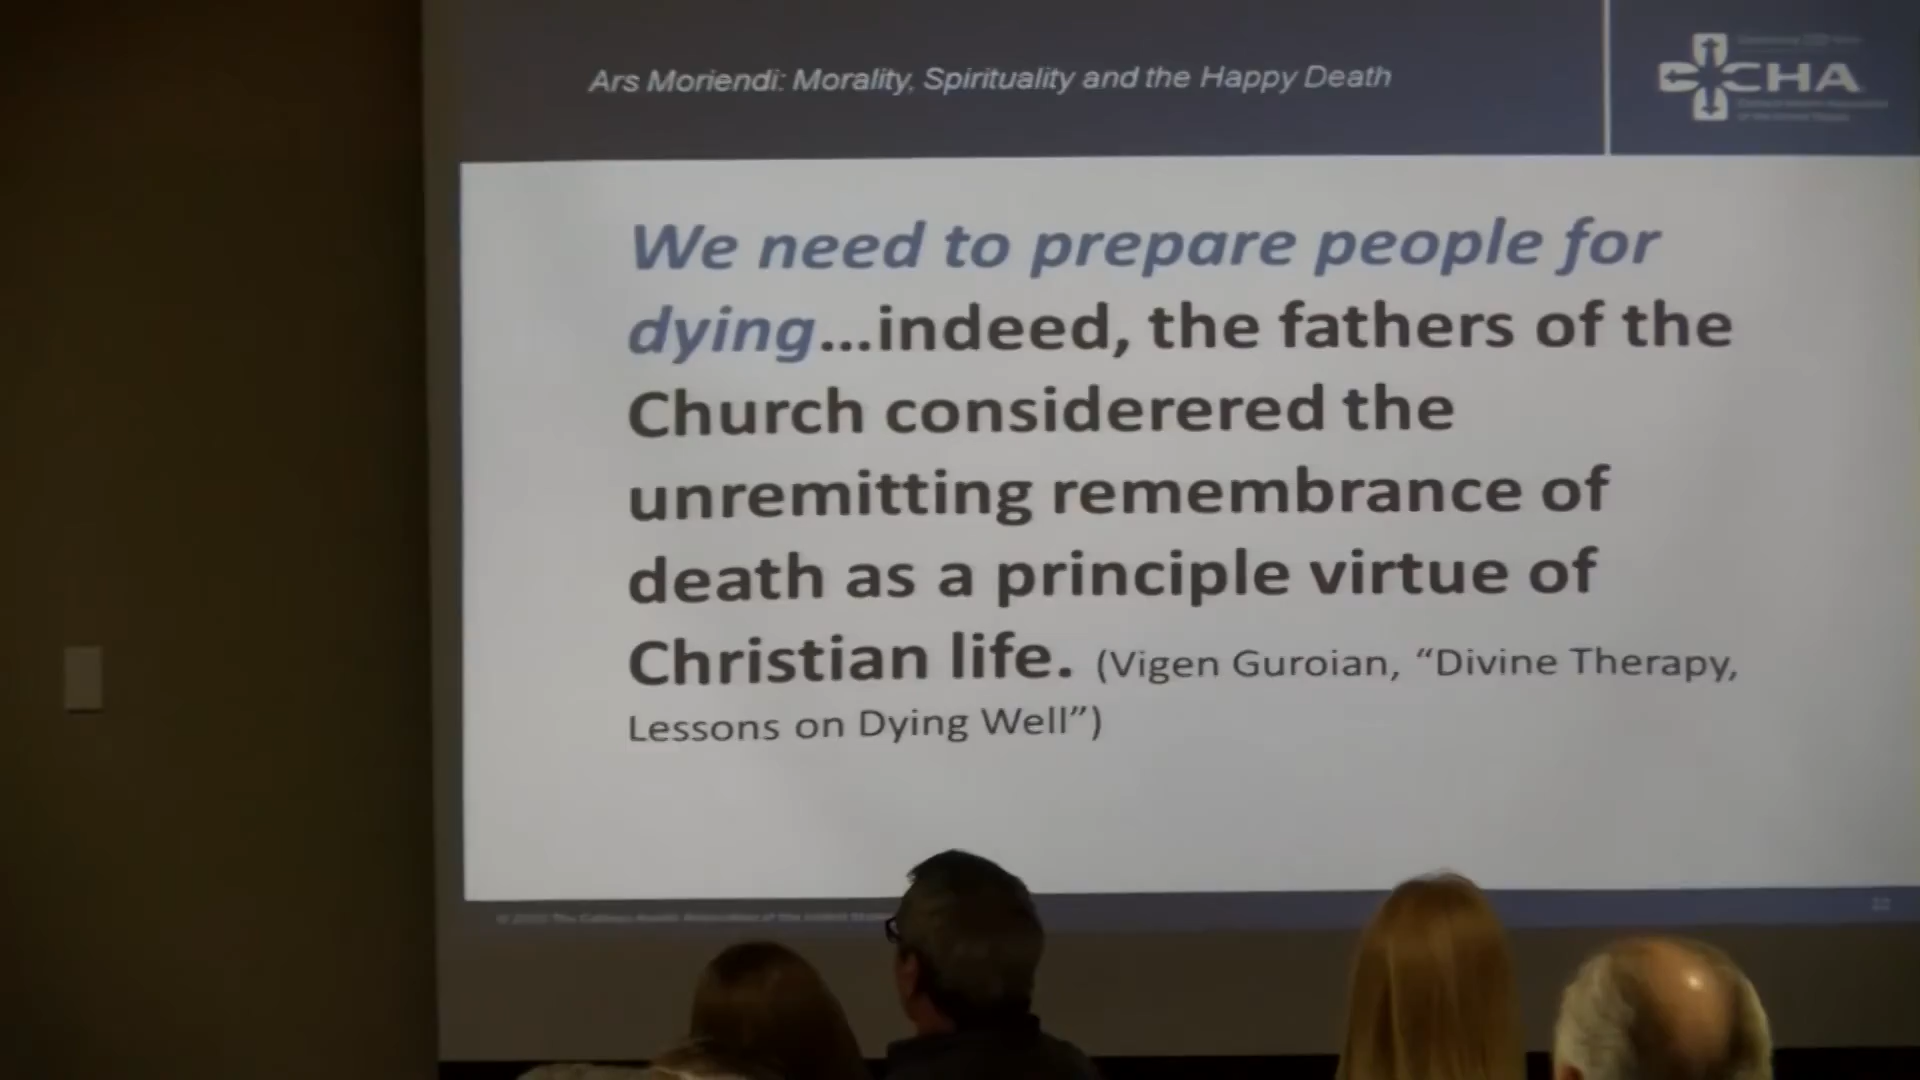 Ars Moriendi: Morality, Spirituality and the Happy Death
CHA
We need to prepare people for
dying...indeed, the fathers of the
Church considerered the
unremitting remembrance of
death as a principle virtue of
Christian life. (Vigen Guroian, “Divine Therapy,
Lessons on Dying Well”)